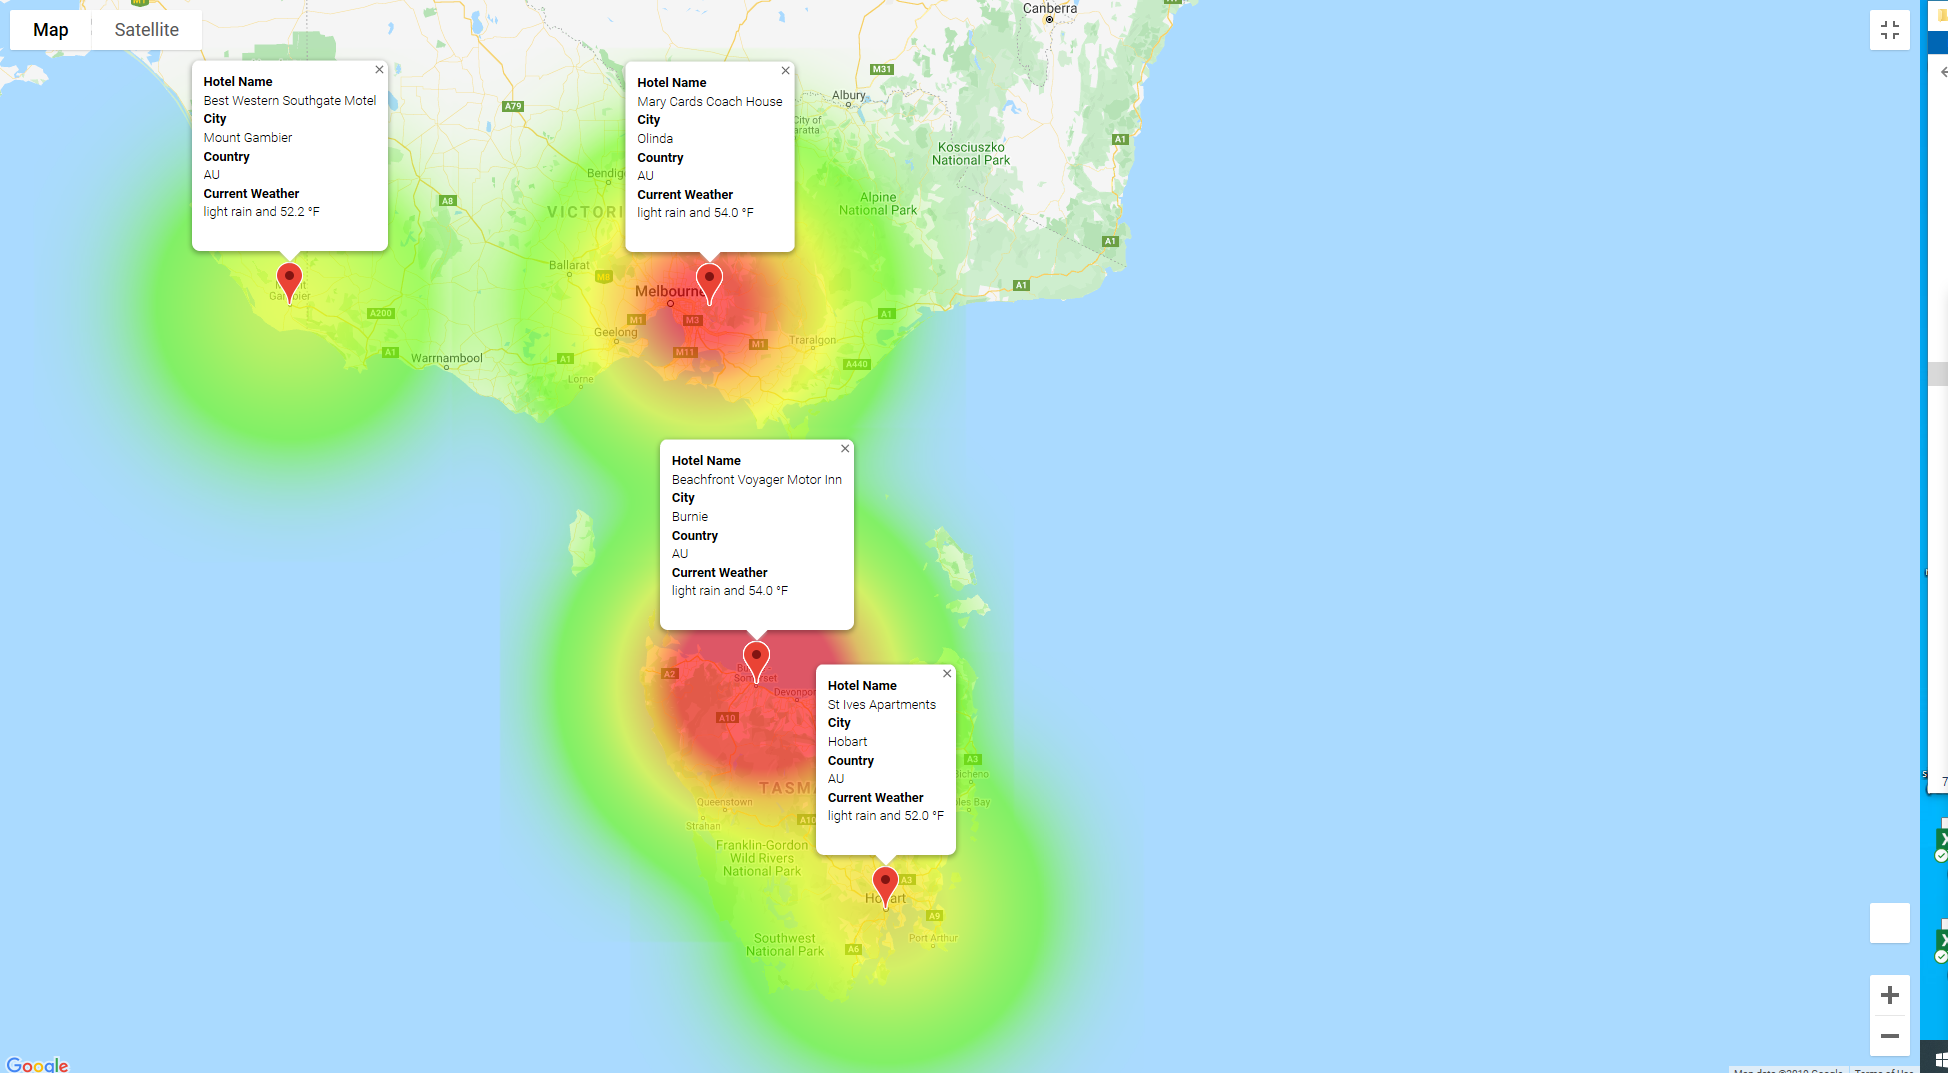 Map
Satellite
Canberra
M31
Albury
A79
A1
Kosciuszko
National Park
Hotel Name
Best Western Southgate Motel
City
Mount Gambier
Country
AU
Current Weather
light rain and 52.2 °F
Hotel Name
Mary Cards Coach House
City
Olinda
Country
AU
Current Weather
light rain and 54.0 °F
City of
Alpine
National Park
A8
A1
Ballarat
M8
A1
Melbourne
Gambier
A200
M1
M3
A1
Geelong
M1
Traralgon
A1
Warrnambool
A1
M11
A440
Lorne
Hotel Name
Beachfront Voyager Motor Inn
City
Burnie
Country
AU
Current Weather
light rain and 54.0 °F
A2
Somerset
A10
Hotel Name
St Ives Apartments
City
Hobart
Country
AU
Current Weather
light rain and 52.0 °F
A3
Queenstown
Strahan
A10
Franklin-Gordon
Wild Rivers
National Park
A3
Hobart
A9
Port Arthur
Southwest
National Park
A6
Google